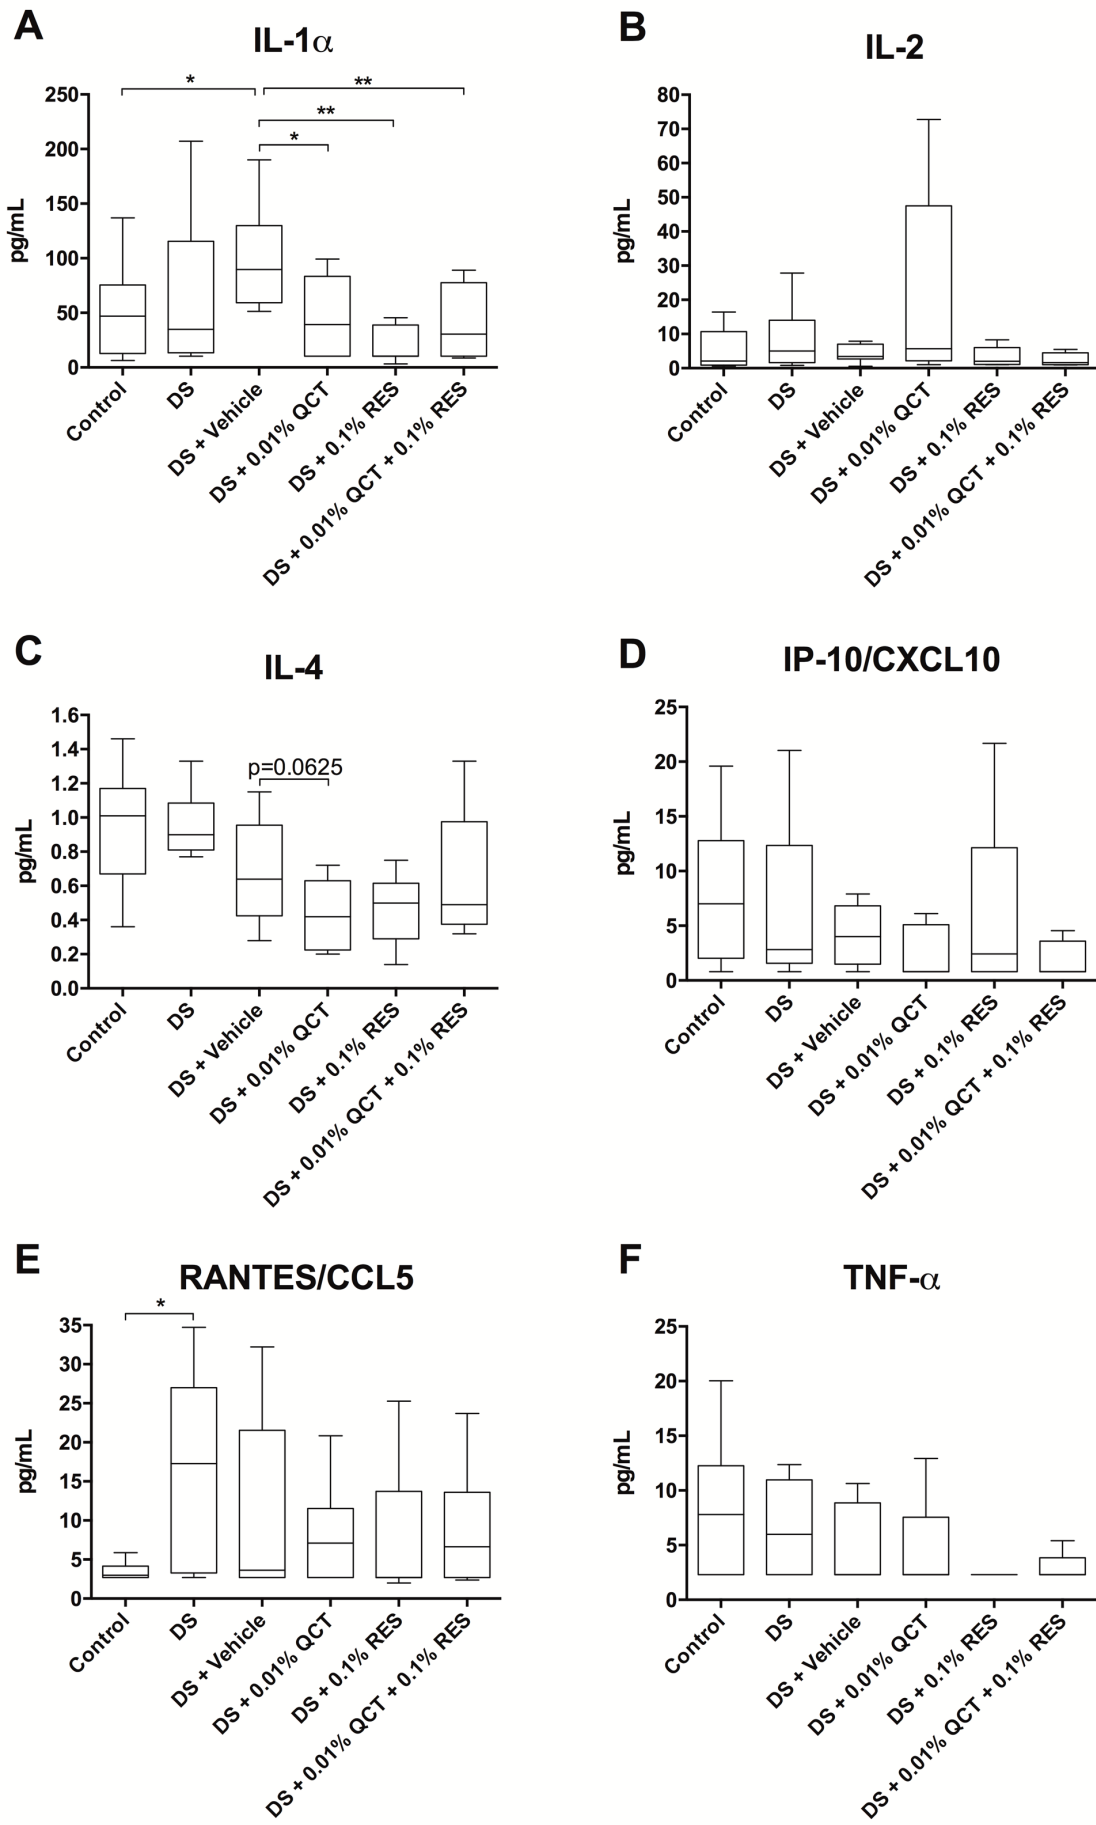 A
IL-1α
*
**
**
*
250
200
150
100
50
0
pg/mL
Control
DS
DS + Vehicle
DS + 0.01% QCT
DS + 0.1% RES
DS + 0.01% QCT + 0.1% RES
B
IL-2
80
70
60
50
40
30
20
10
0
pg/mL
Control
DS
DS + Vehicle
DS + 0.01% QCT
DS + 0.1% RES
DS + 0.01% QCT + 0.1% RES
C
IL-4
p=0.0625
1.6
1.4
1.2
1.0
0.8
0.6
0.4
0.2
0.0
pg/mL
Control
DS
DS + Vehicle
DS + 0.01% QCT
DS + 0.1% RES
DS + 0.01% QCT + 0.1% RES
D
IP-10/CXCL10
25
20
15
10
5
0
pg/mL
Control
DS
DS + Vehicle
DS + 0.01% QCT
DS + 0.1% RES
DS + 0.01% QCT + 0.1% RES
E
RANTES/CCL5
*
35
30
25
20
15
10
5
0
pg/mL
Control
DS
DS + Vehicle
DS + 0.01% QCT
DS + 0.1% RES
DS + 0.01% QCT + 0.1% RES
F
TNF-α
25
20
15
10
5
0
pg/mL
Control
DS
DS + Vehicle
DS + 0.01% QCT
DS + 0.1% RES
DS + 0.01% QCT + 0.1% RES